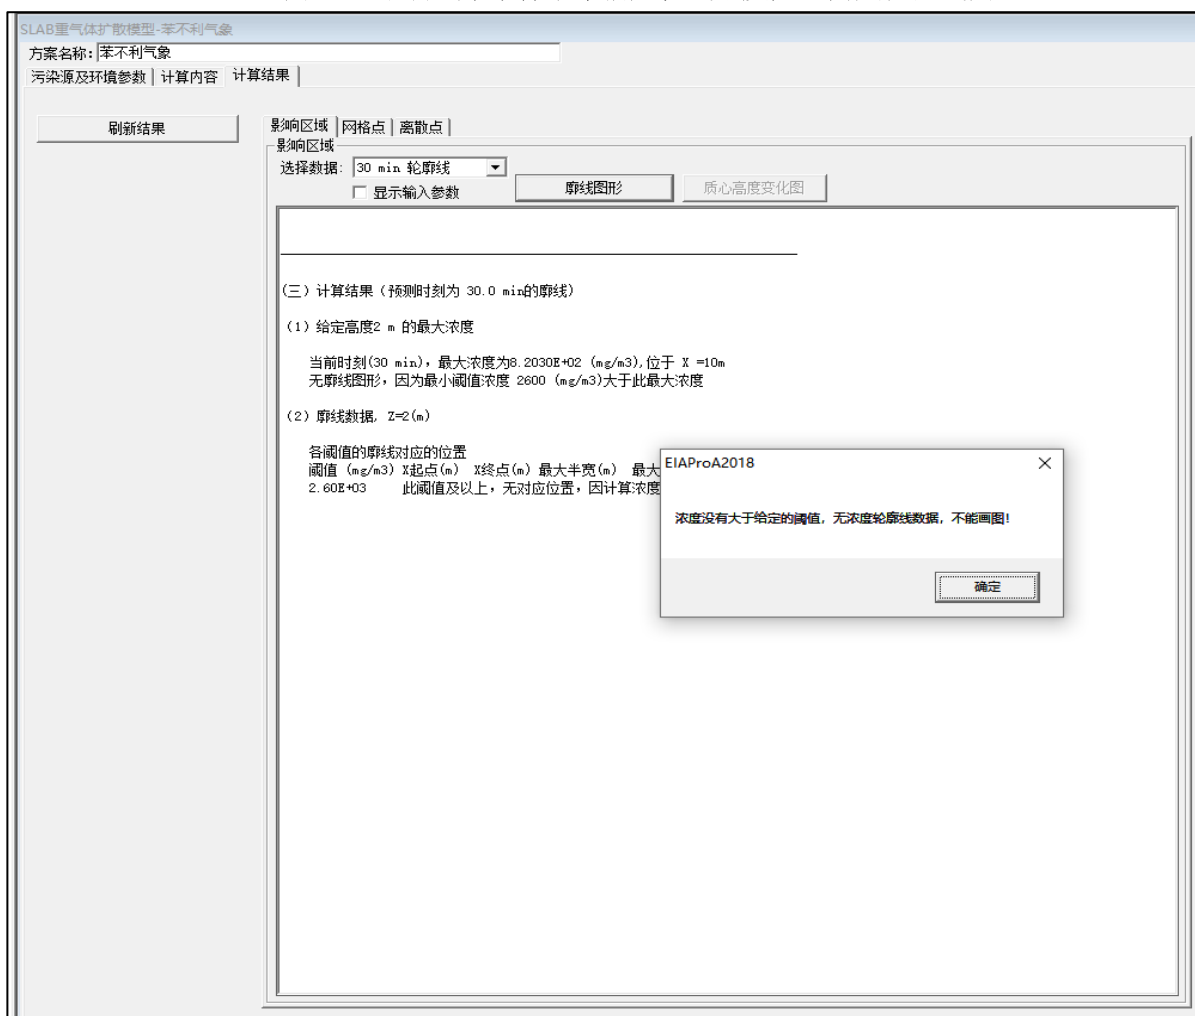 SLAB重气体扩散模型-苯不利气象
方案名称: 苯不利气象
污染源及环境参数 计算内容 计算结果
刷新结果
影响区域 网格点 离散点
影响区域
选择数据: 30 min 轮廓线
显示输入参数 廓线图形 质心高度变化图
(三) 计算结果 (预测时刻为 30.0 min的廓线)
(1) 给定高度2 m 的最大浓度
当前时刻(30 min), 最大浓度为8.2030E+02 (mg/m3),位于 X =10m
无廓线图形, 因为最小阈值浓度 2600 (mg/m3)大于此最大浓度
(2) 廓线数据, Z=2(m)
各阈值的廓线对应的位置
阈值 (mg/m3) X起点(m) X终点(m) 最大半宽(m) 最大
2.60E+03 此阈值及以上, 无对应位置, 因计算浓度
EIAProA2018
浓度没有大于给定的阈值, 无浓度轮廓线数据, 不能画图!
确定